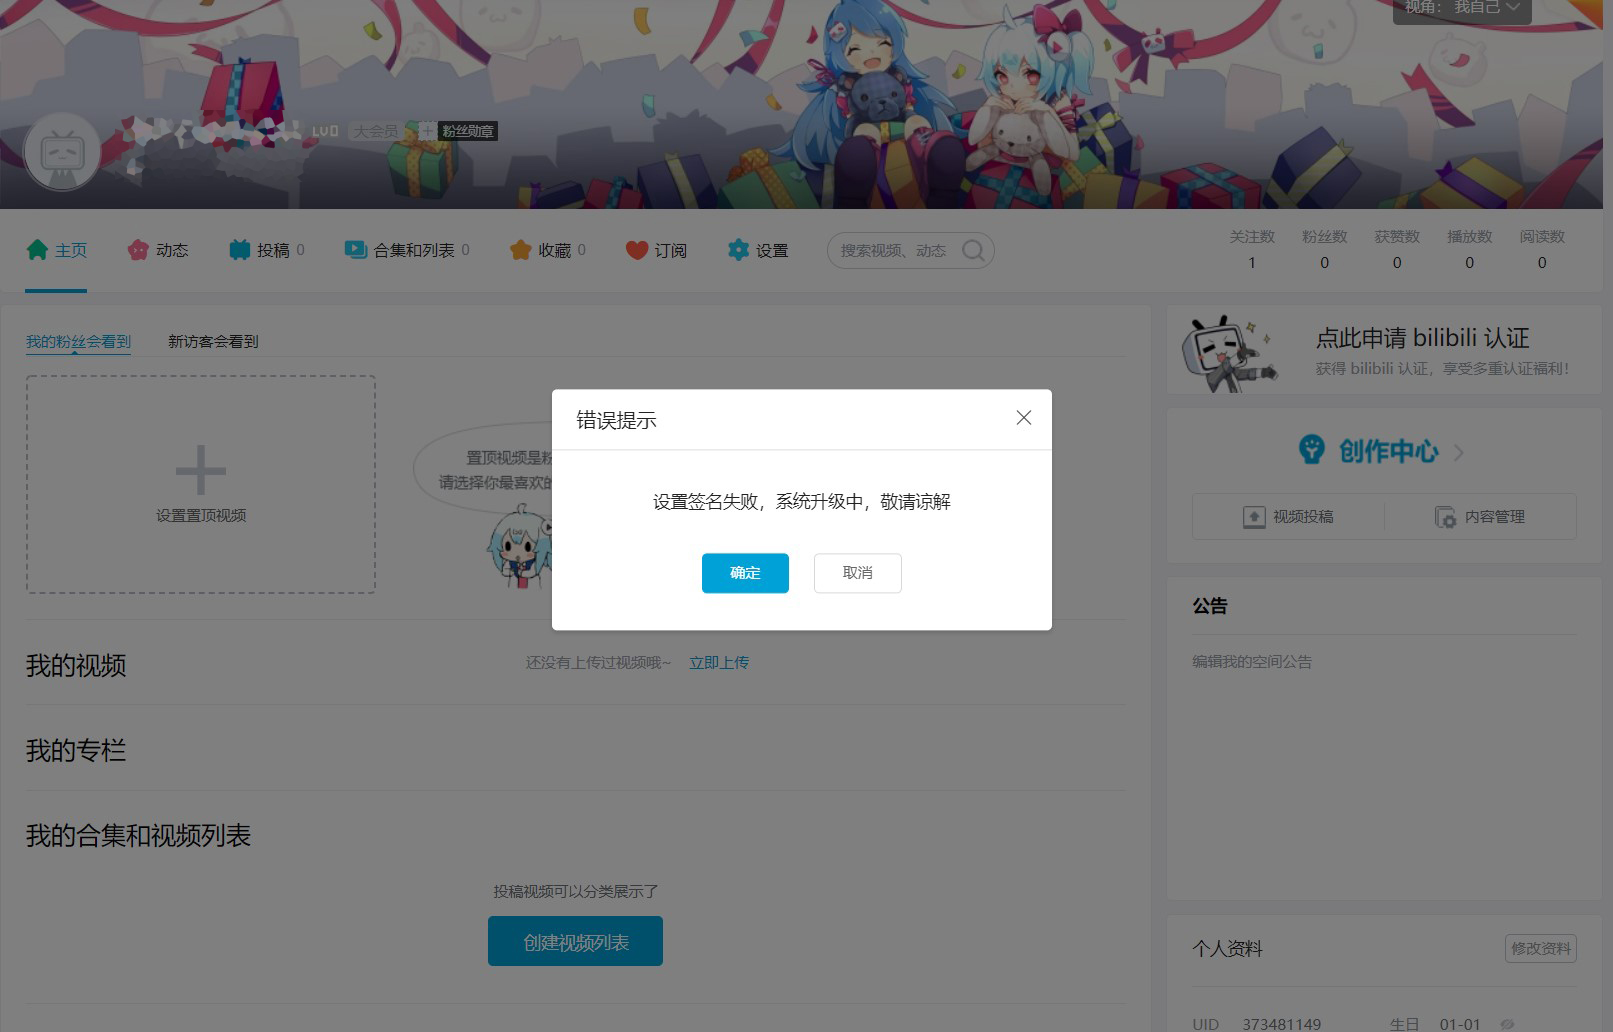 视角： 我自己
LV0 大会员 + 粉丝勋章
主页 动态 投稿 0 合集和列表 0 收藏 0 订阅 设置 搜索视频、动态
关注数 粉丝数 获赞数 播放数 阅读数
1 0 0 0 0
我的粉丝会看到 新访客会看到
设置置顶视频
置顶视频是粉
请选择你最喜欢的
错误提示
设置签名失败，系统升级中，敬请谅解
确定 取消
我的视频
还没有上传过视频哦~ 立即上传
我的专栏
我的合集和视频列表
投稿视频可以分类展示了
创建视频列表
点此申请 bilibili 认证
获得 bilibili 认证，享受多重认证福利！
创作中心
视频投稿 内容管理
公告
编辑我的空间公告
个人资料 修改资料
UID 373481149 生日 01-01